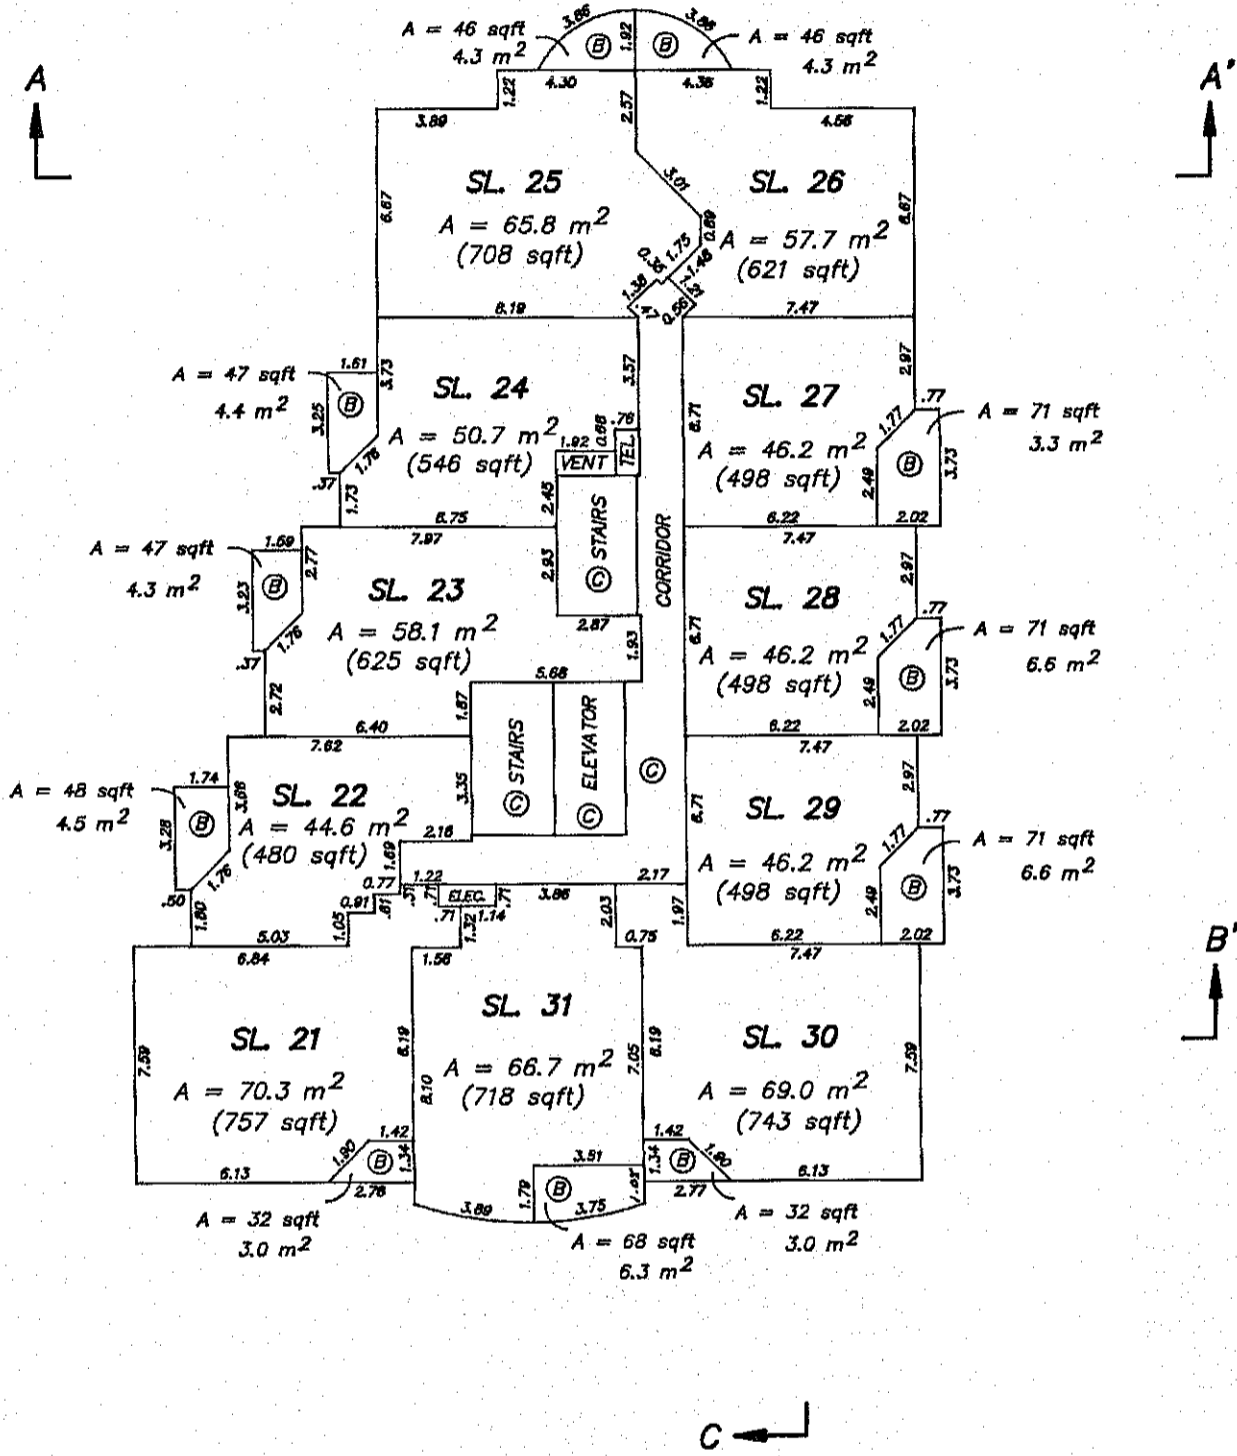 A = 46 sqft
4.3 m²
3.86
1.92
3.88
A = 46 sqft
4.3 m²
B
B
A
A'
1.22
4.30
4.36
1.22
3.89
2.57
4.56
SL. 25
A = 65.8 m²
(708 sqft)
6.67
3.01
0.89
1.75
SL. 26
A = 57.7 m²
(621 sqft)
6.67
1.38
1.48
0.56
8.19
7.47
A = 47 sqft
4.4 m²
1.61
3.73
3.25
B
1.76
.37
1.73
SL. 24
A = 50.7 m²
(546 sqft)
3.57
.76
0.66
1.92
VENT
TEL
2.45
6.75
SL. 27
A = 46.2 m²
(498 sqft)
6.71
2.97
.77
1.77
2.49
B
3.73
A = 71 sqft
3.3 m²
6.22
2.02
A = 47 sqft
4.3 m²
1.69
2.77
3.23
B
1.76
.37
2.72
7.97
SL. 23
A = 58.1 m²
(625 sqft)
2.93
STAIRS
C
2.87
1.93
CORRIDOR
5.68
1.87
6.40
7.47
SL. 28
A = 46.2 m²
(498 sqft)
6.71
2.97
.77
1.77
2.49
B
3.73
A = 71 sqft
6.6 m²
6.22
2.02
A = 48 sqft
4.5 m²
1.74
3.66
3.28
B
1.76
.50
1.80
7.62
SL. 22
A = 44.6 m²
(480 sqft)
3.35
STAIRS
C
ELEVATOR
C
C
2.16
1.69
0.77
0.91
.61
1.05
5.03
7.47
SL. 29
A = 46.2 m²
(498 sqft)
6.71
2.97
.77
1.77
2.49
B
3.73
A = 71 sqft
6.6 m²
1.97
6.22
2.02
1.22
.51
.71
ELEC.
.71
3.86
2.17
.71
1.14
1.32
2.03
0.75
1.56
B'
6.84
SL. 21
A = 70.3 m²
(757 sqft)
7.59
6.19
1.42
1.90
B
1.34
6.13
2.76
A = 32 sqft
3.0 m²
SL. 31
A = 66.7 m²
(718 sqft)
8.10
7.05
3.51
1.79
B
3.89
3.75
A = 68 sqft
6.3 m²
7.47
SL. 30
A = 69.0 m²
(743 sqft)
6.19
7.59
1.42
1.34
B
1.90
2.77
6.13
A = 32 sqft
3.0 m²
C